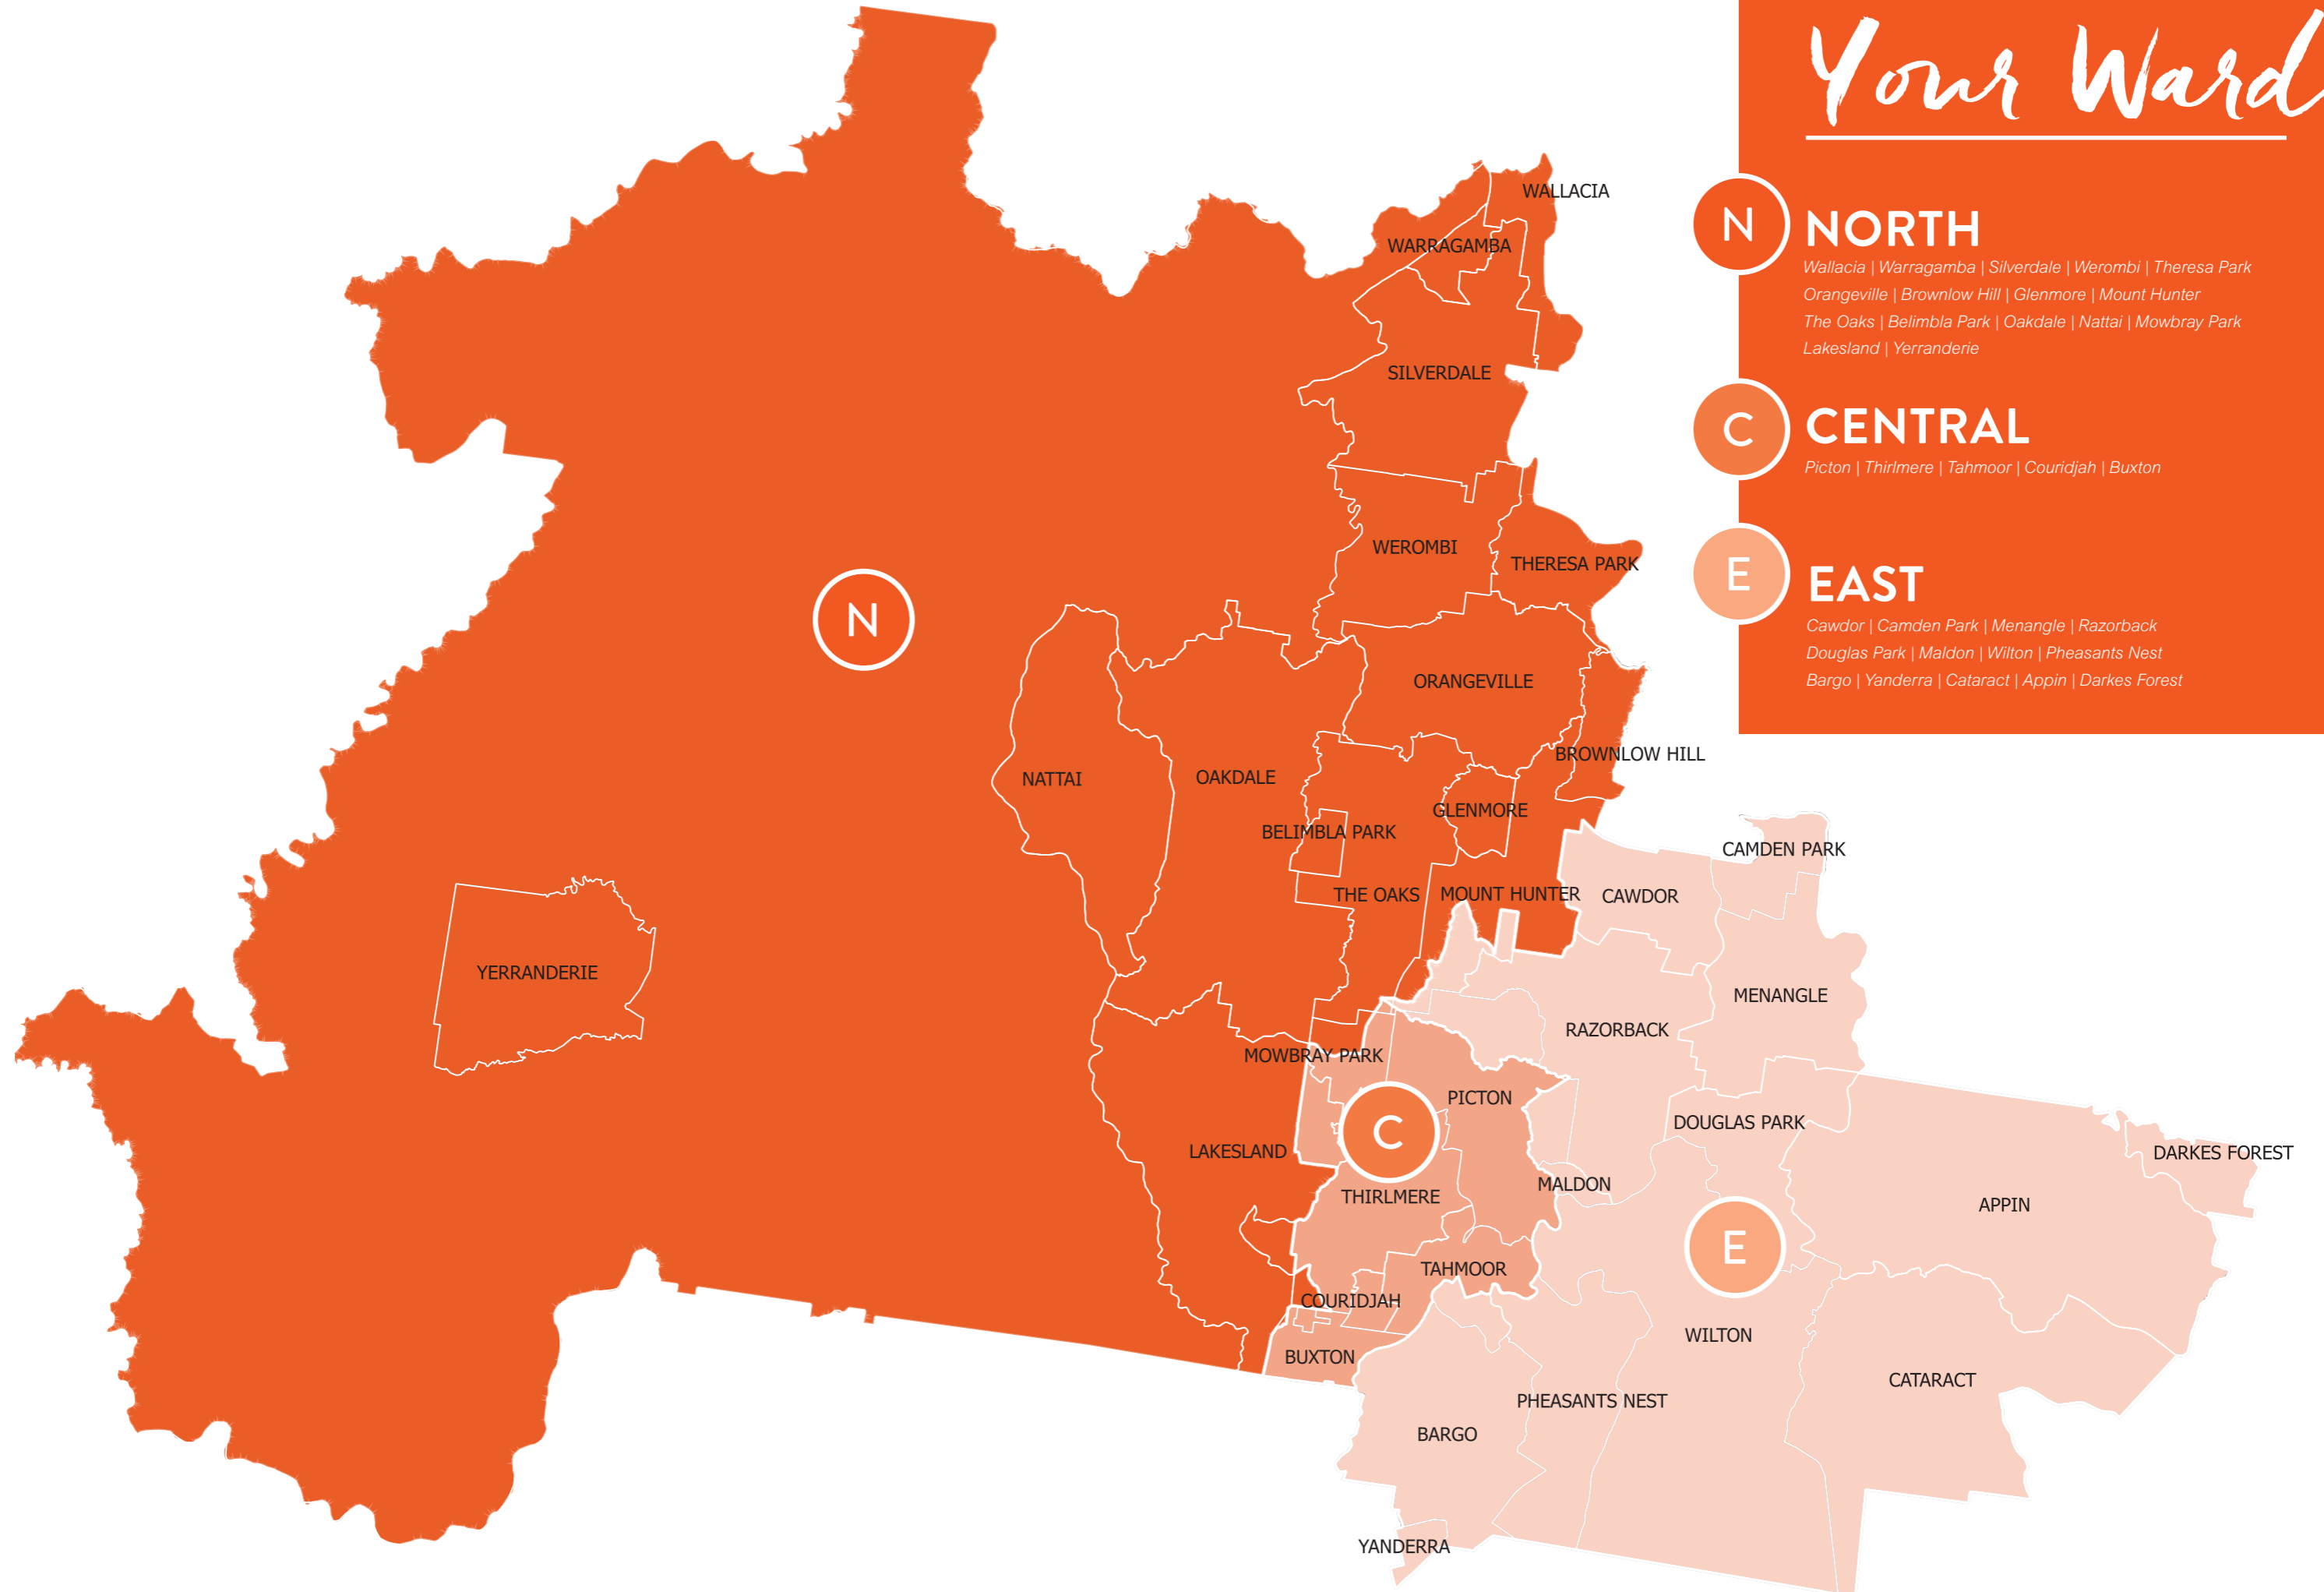 Your Ward
N
NORTH
Wallacia | Warragamba | Silverdale | Werombi | Theresa Park
Orangeville | Brownlow Hill | Glenmore | Mount Hunter
The Oaks | Belimbla Park | Oakdale | Nattai | Mowbray Park
Lakesland | Yerranderie
C
CENTRAL
Picton | Thirlmere | Tahmoor | Couridjah | Buxton
E
EAST
Cawdor | Camden Park | Menangle | Razorback
Douglas Park | Maldon | Wilton | Pheasants Nest
Bargo | Yanderra | Cataract | Appin | Darkes Forest
WALLACIA
WARRAGAMBA
SILVERDALE
WEROMBI
THERESA PARK
N
ORANGEVILLE
BROWNLOW HILL
NATTAI
OAKDALE
GLENMORE
BELIMBLA PARK
CAMDEN PARK
THE OAKS
MOUNT HUNTER
CAWDOR
YERRANDERIE
MENANGLE
RAZORBACK
MOWBRAY PARK
PICTON
DOUGLAS PARK
C
LAKESLAND
DARKES FOREST
MALDON
THIRLMERE
APPIN
E
TAHMOOR
COURIDJAH
WILTON
BUXTON
CATARACT
PHEASANTS NEST
BARGO
YANDERRA